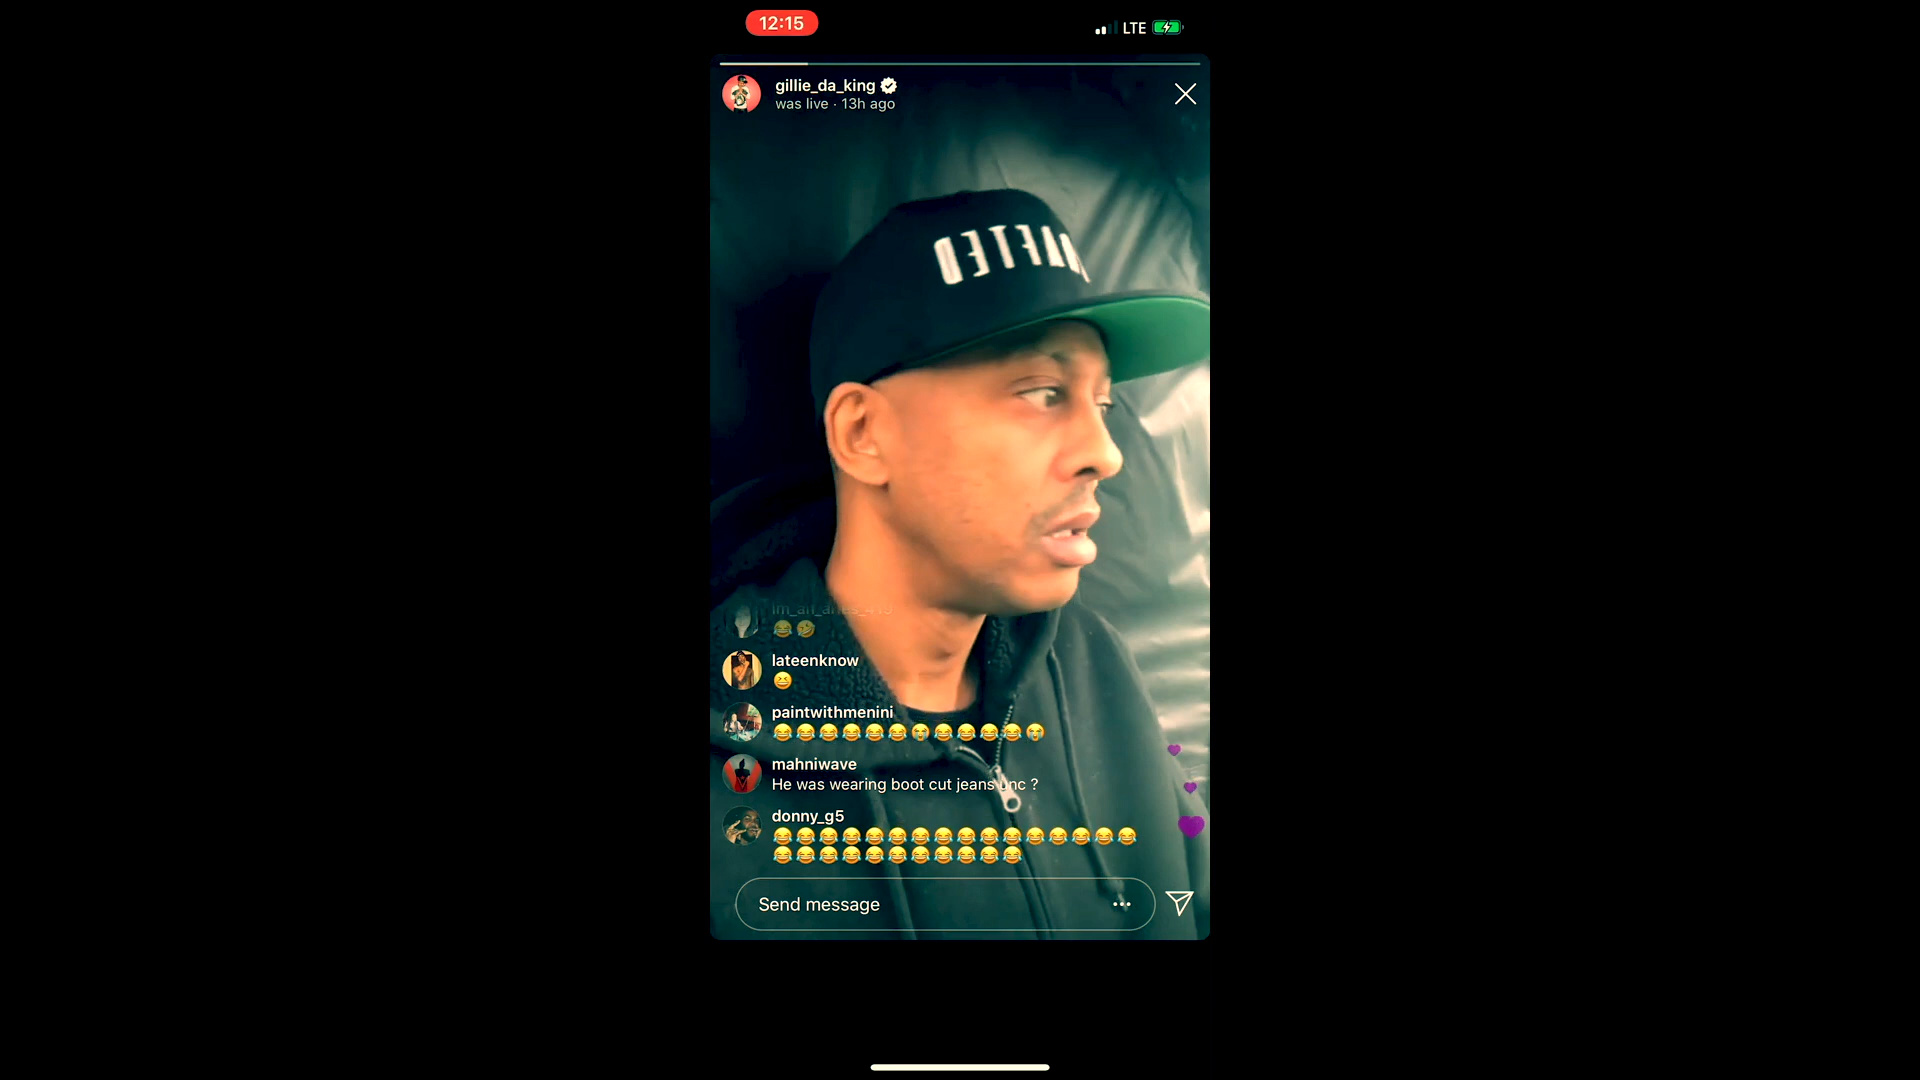 12:15
LTE
gillie_da_king
was live · 13h ago
lateenknow
😆
paintwithmenini
😂😂😂😂😂😂😭😂😂😂😂😭
mahniwave
He was wearing boot cut jeans unc ?
donny_g5
😂😂😂😂😂😂😂😂😂😂😂😂😂😂😂😂
😂😂😂😂😂😂😂😂😂😂😂
Send message